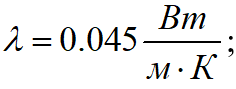 λ = 0.045 Вт / м · К ;